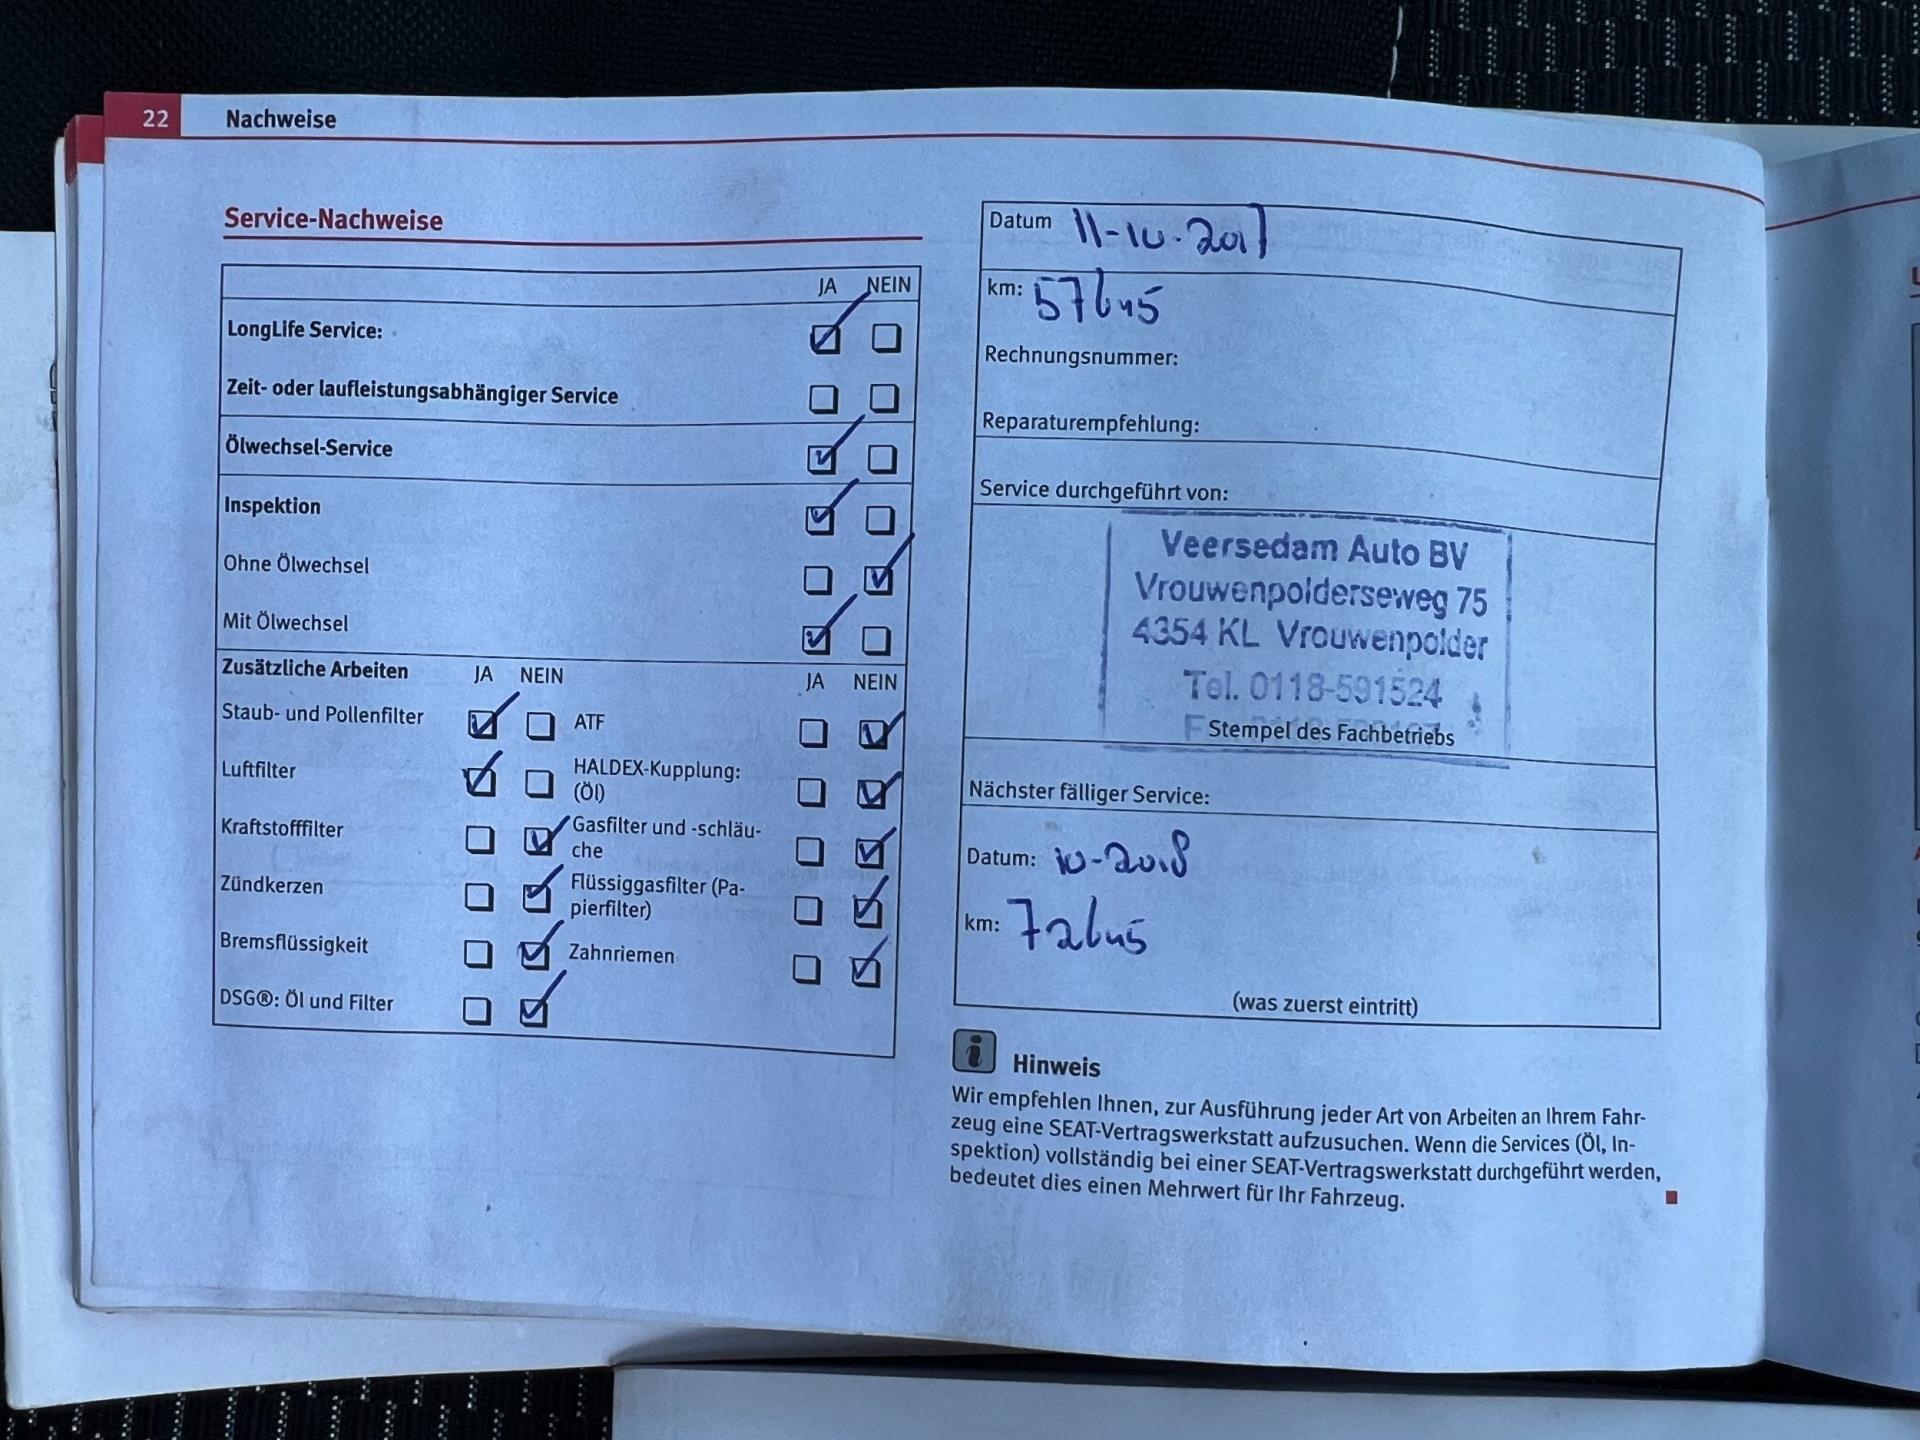 22 Nachweise
Service-Nachweise
JA NEIN
LongLife Service:
Zeit- oder laufleistungsabhängiger Service
Ölwechsel-Service
Inspektion
Ohne Ölwechsel
Mit Ölwechsel
Zusätzliche Arbeiten JA NEIN JA NEIN
Staub- und Pollenfilter ATF
Luftfilter HALDEX-Kupplung:
(Öl)
Kraftstofffilter Gasfilter und -schläu-
che
Zündkerzen Flüssiggasfilter (Pa-
pierfilter)
Bremsflüssigkeit Zahnriemen
DSG®: Öl und Filter
Datum 11-10-2017
km: 57645
Rechnungsnummer:
Reparaturempfehlung:
Service durchgeführt von:
Veersedam Auto BV
Vrouwenpolderseweg 75
4354 KL Vrouwenpolder
Tel. 0118-591524
Stempel des Fachbetriebs
Nächster fälliger Service:
Datum: 10-2018
km: 72645
(was zuerst eintritt)
i Hinweis
Wir empfehlen Ihnen, zur Ausführung jeder Art von Arbeiten an Ihrem Fahr-
zeug eine SEAT-Vertragswerkstatt aufzusuchen. Wenn die Services (Öl, In-
spektion) vollständig bei einer SEAT-Vertragswerkstatt durchgeführt werden,
bedeutet dies einen Mehrwert für Ihr Fahrzeug.